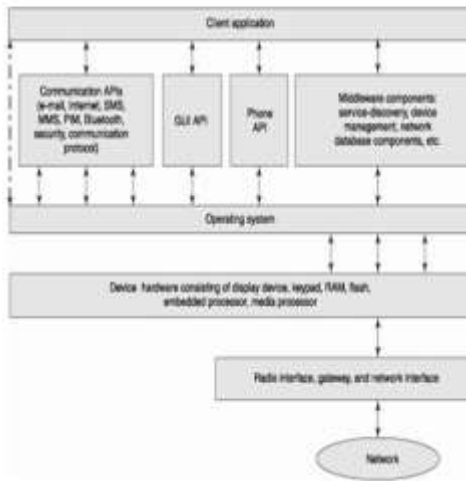 Client application
Communication APIs
(e-mail, Internet, SMS,
MMS, PIM, Bluetooth,
security, communication
protocol)
GUI API
Phone
API
Middleware components:
service-discovery, device
management, network
database components, etc.
Operating system
Device hardware consisting of display device, keypad, RAM, flash,
embedded processor, media processor
Radio interface, gateway, and network interface
Network